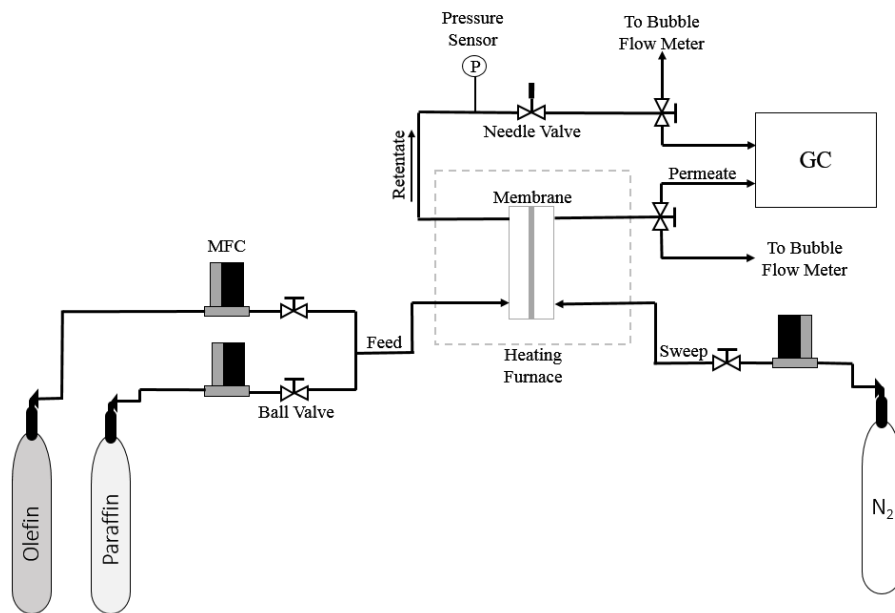 Pressure
Sensor
To Bubble
Flow Meter
P
Needle Valve
GC
Retentate
Permeate
Membrane
MFC
To Bubble
Flow Meter
Feed
Sweep
Heating
Furnace
Ball Valve
Olefin
Paraffin
N₂